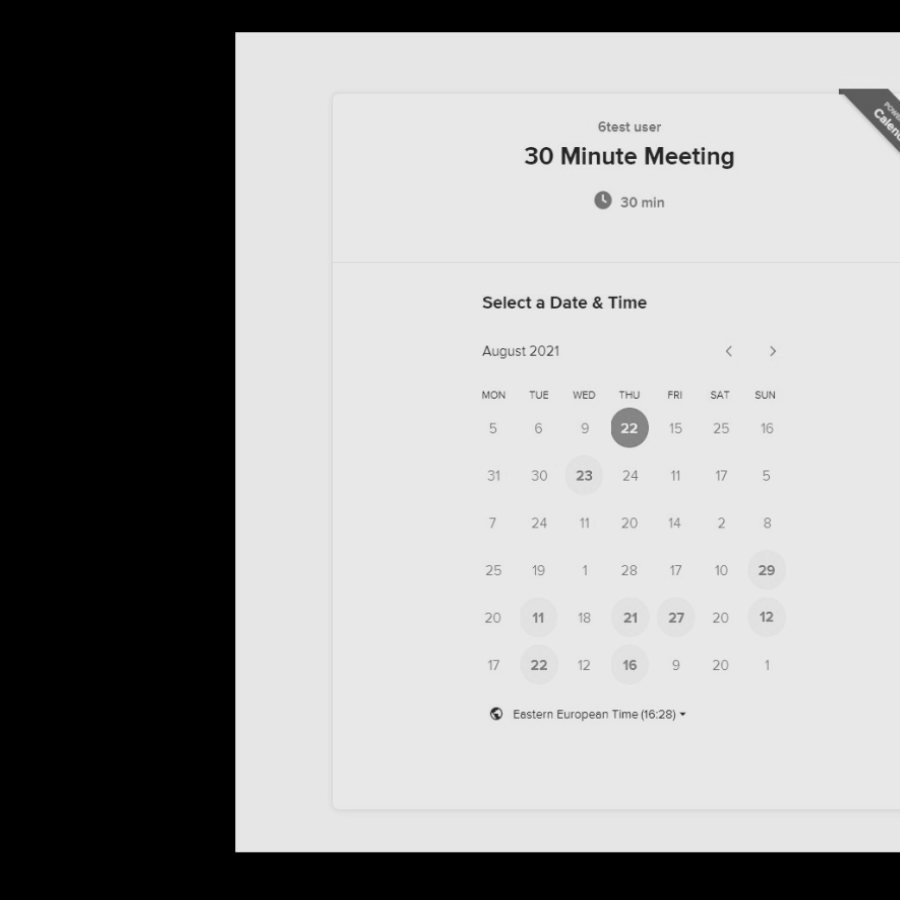 6test user
30 Minute Meeting
30 min
Select a Date & Time
August 2021
MON TUE WED THU FRI SAT SUN
5 6 9 22 15 25 16
31 30 23 24 11 17 5
7 24 11 20 14 2 8
25 19 1 28 17 10 29
20 11 18 21 27 20 12
17 22 12 16 9 20 1
Eastern European Time (16:28)